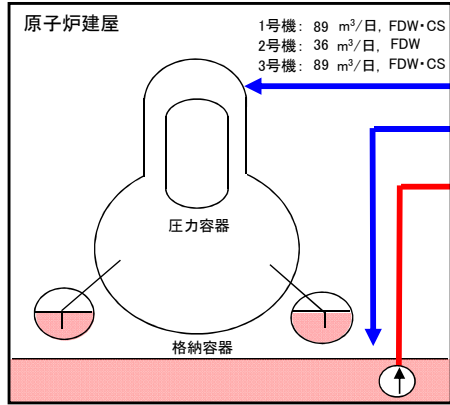 原子炉建屋
1号機: 89 m³/日, FDW・CS
2号機: 36 m³/日, FDW
3号機: 89 m³/日, FDW・CS
圧力容器
格納容器